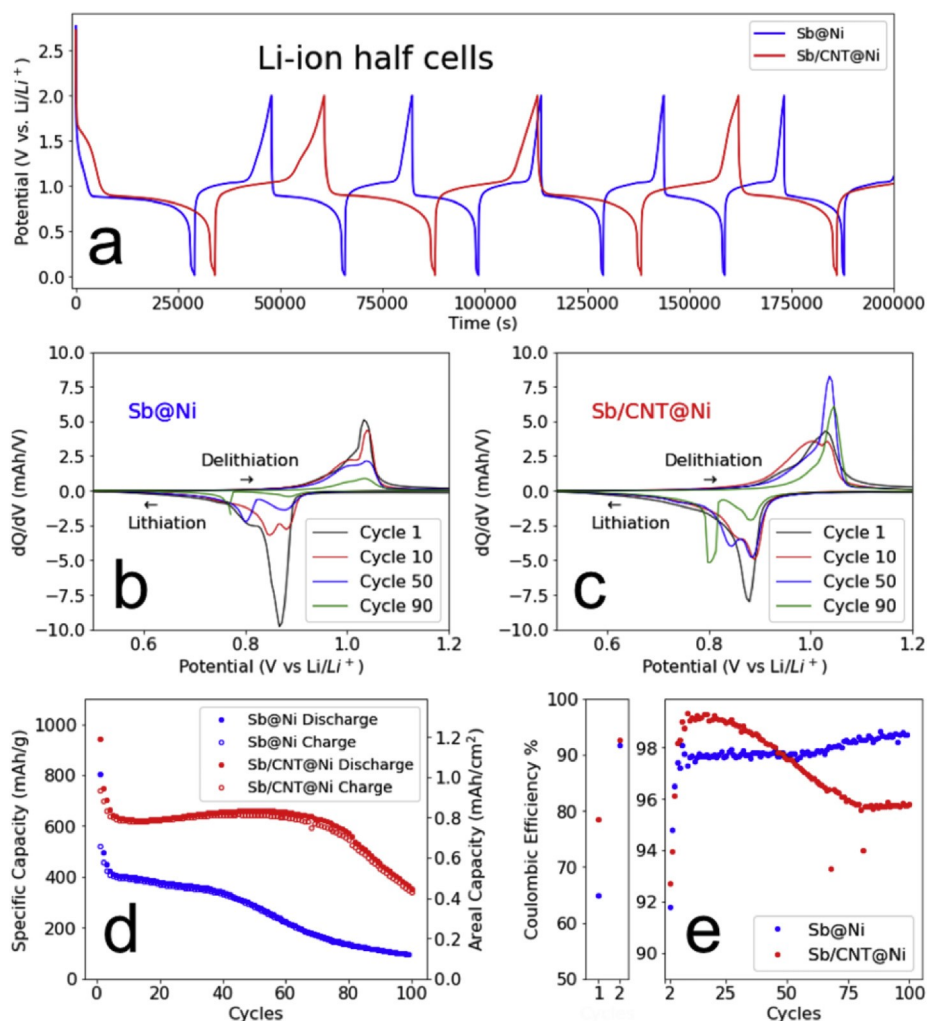 Li-ion half cells
Sb@Ni
Sb/CNT@Ni
Potential (V vs. Li/Li⁺)
2.5
2.0
1.5
1.0
0.5
0.0
a
0 25000 50000 75000 100000 125000 150000 175000 200000
Time (s)
dQ/dV (mAh/V)
10.0
7.5
5.0
2.5
0.0
−2.5
−5.0
−7.5
−10.0
Sb@Ni
Delithiation
→
←
Lithiation
Cycle 1
Cycle 10
Cycle 50
Cycle 90
b
0.6 0.8 1.0 1.2
Potential (V vs Li/Li⁺)
dQ/dV (mAh/V)
10.0
7.5
5.0
2.5
0.0
−2.5
−5.0
−7.5
−10.0
Sb/CNT@Ni
Delithiation
→
←
Lithiation
Cycle 1
Cycle 10
Cycle 50
Cycle 90
c
0.6 0.8 1.0 1.2
Potential (V vs Li/Li⁺)
Specific Capacity (mAh/g)
1000
800
600
400
200
0
Sb@Ni Discharge
Sb@Ni Charge
Sb/CNT@Ni Discharge
Sb/CNT@Ni Charge
d
1.2
1.0
0.8
0.6
0.4
0.2
0.0
Areal Capacity (mAh/cm²)
0 20 40 60 80 100
Cycles
Coulombic Efficiency %
100
90
80
70
60
50
1 2
98
96
94
92
90
e
Sb@Ni
Sb/CNT@Ni
2 25 50 75 100
Cycles